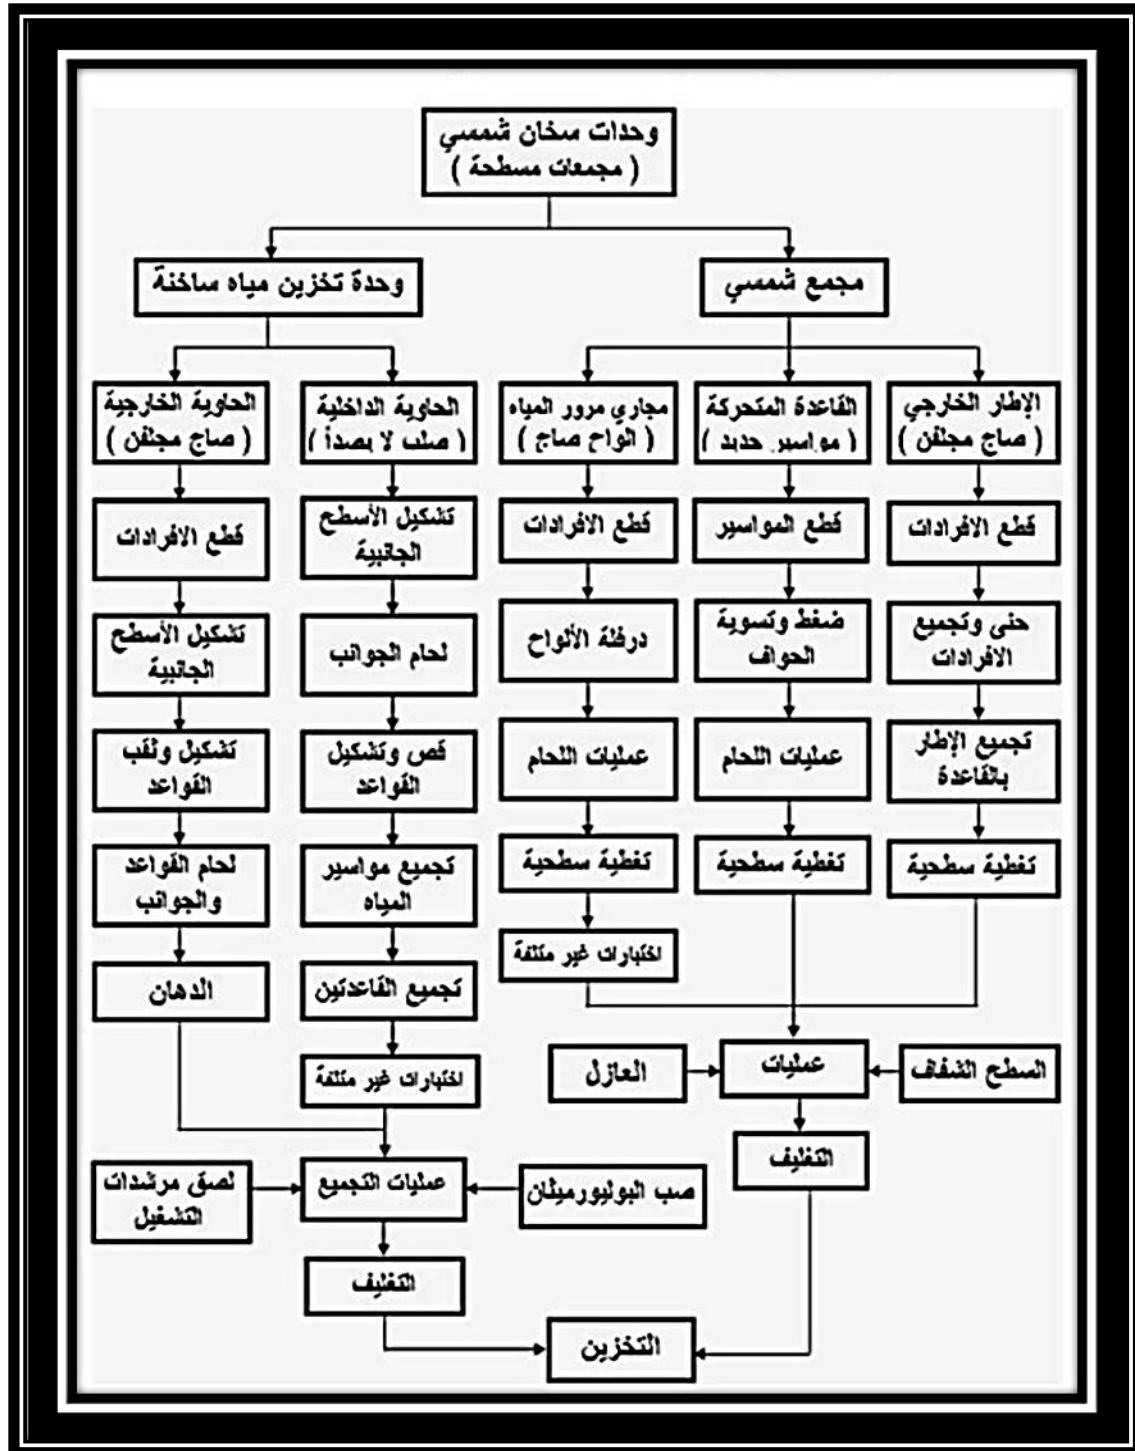 وحدات سخان شمسي
( مجمعات مسطحة )
مجمع شمسي
وحدة تخزين مياه ساخنة
الإطار الخارجي
( صاج مجلفن )
القاعدة المتحركة
( مواسير حديد )
مجاري مرور المياه
( الواح صاج )
الحاوية الداخلية
( صلب لا يصدأ )
الحاوية الخارجية
( صاج مجلفن )
قطع الافرادات
قطع المواسير
قطع الافرادات
تشكيل الأسطح
الجانبية
قطع الافرادات
حنى وتجميع
الافرادات
ضغط وتسوية
الحواف
درفلة الألواح
لحام الجوانب
تشكيل الأسطح
الجانبية
تجميع الإطار
بالقاعدة
عمليات اللحام
عمليات اللحام
قص وتشكيل
القواعد
تشكيل وثقب
القواعد
تغطية سطحية
تغطية سطحية
تغطية سطحية
تجميع مواسير
المياه
لحام القواعد
والجوانب
اختبارات غير متلفة
تجميع القاعدتين
الدهان
السطح الشفاف
عمليات
العازل
اختبارات غير متلفة
التغليف
صب البوليورميثان
عمليات التجميع
لصق مرشدات
التشغيل
التغليف
التخزين